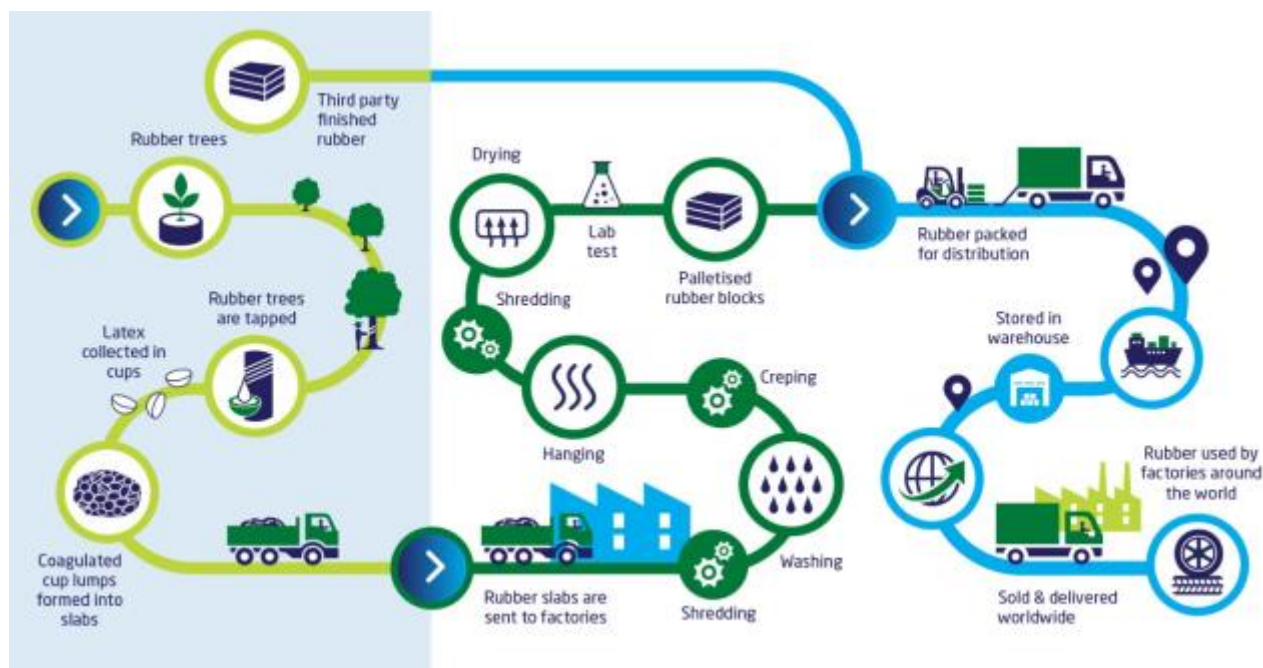 Third party
finished
rubber
Rubber trees
Rubber trees
are tapped
Latex
collected in
cups
Coagulated
cup lumps
formed into
slabs
Rubber slabs are
sent to factories
Shredding
Washing
Creping
Hanging
Shredding
Drying
Lab
test
Palletised
rubber blocks
Rubber packed
for distribution
Stored in
warehouse
Sold & delivered
worldwide
Rubber used by
factories around
the world